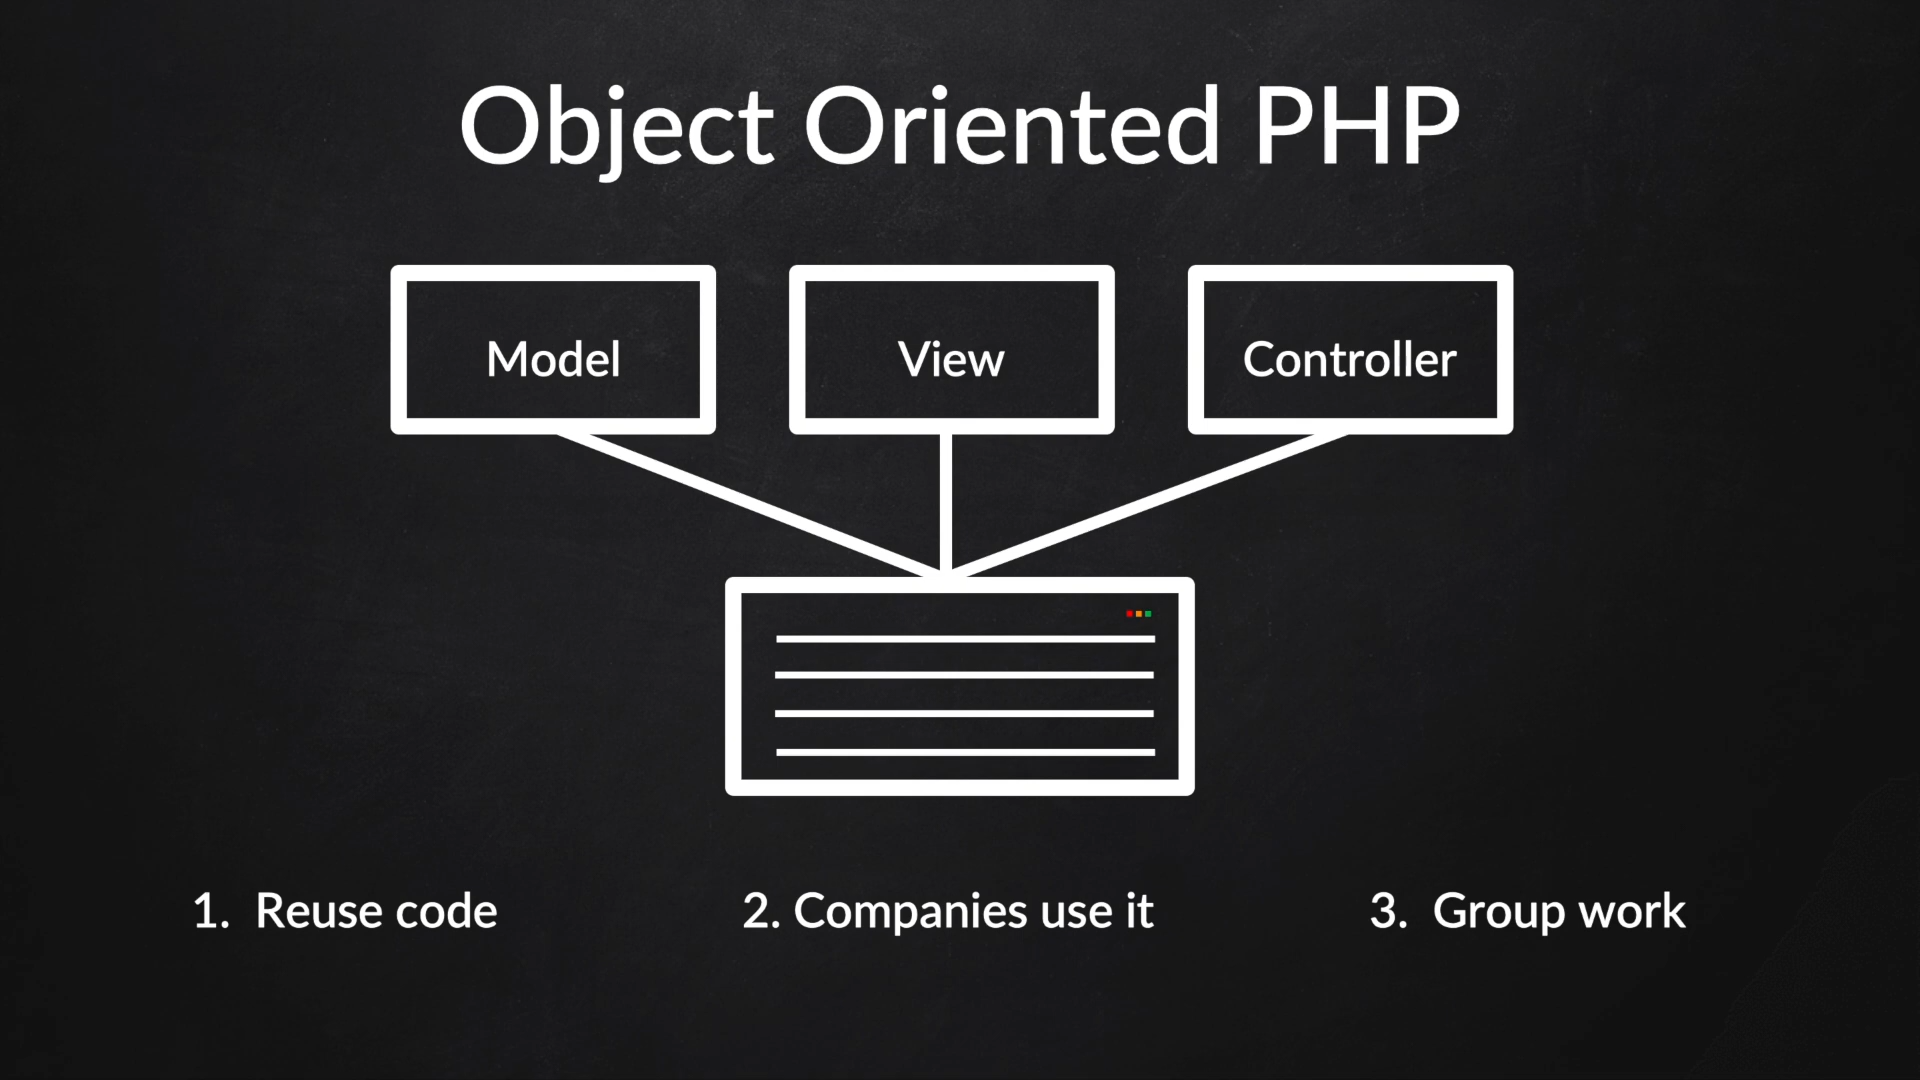 Object Oriented PHP
Model
View
Controller
1. Reuse code
2. Companies use it
3. Group work